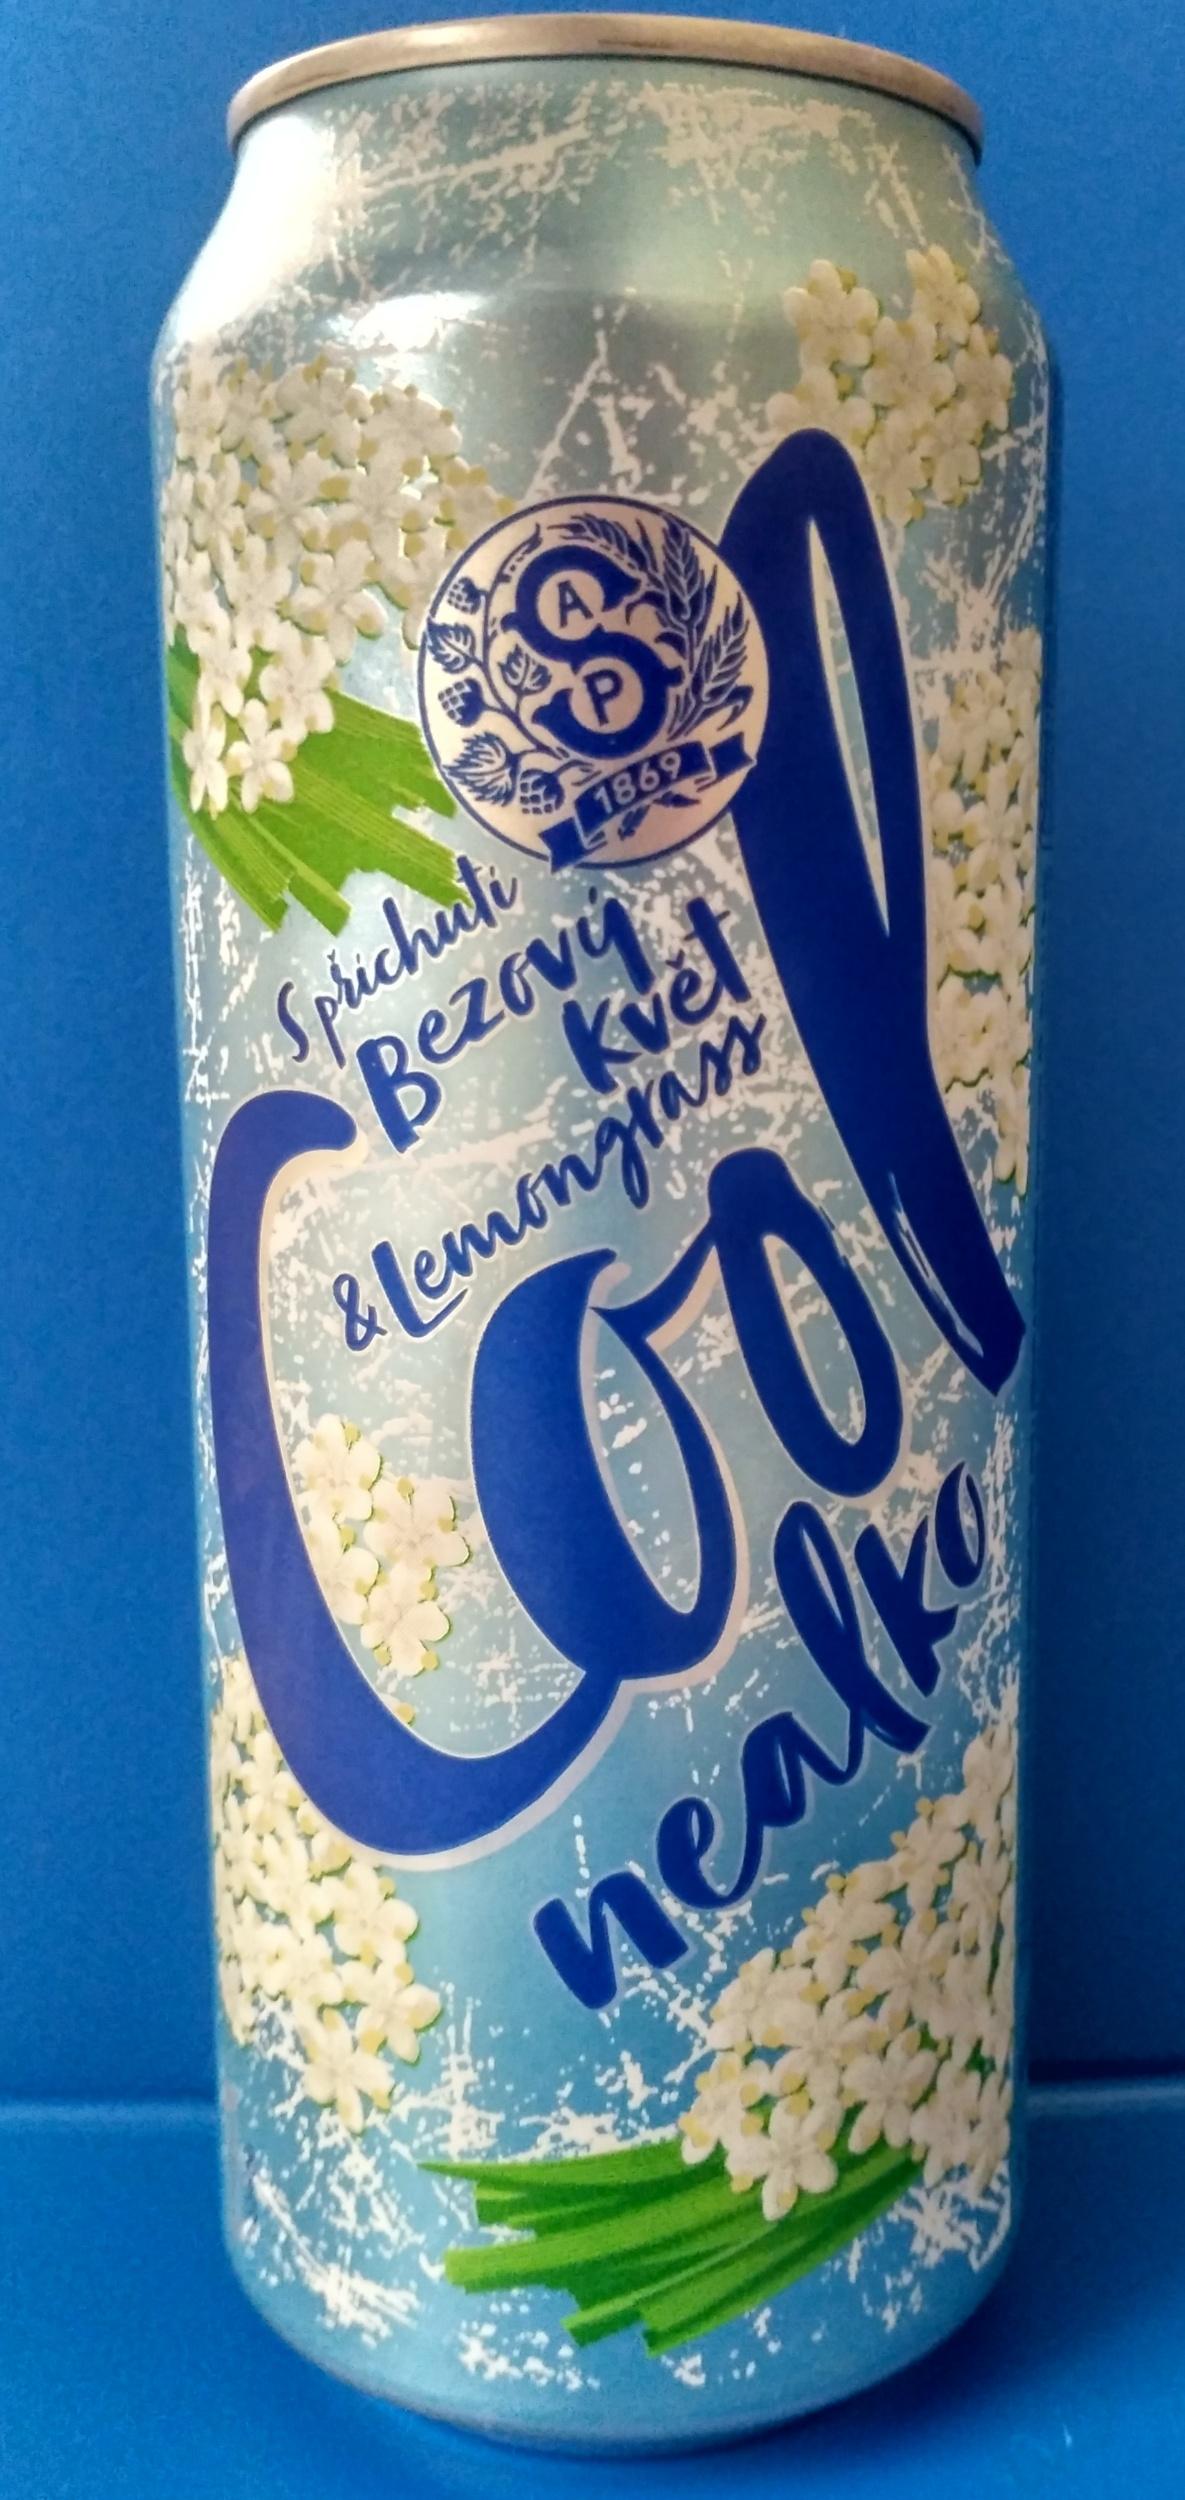 S
A
P
1869
S příchutí
Bezový
květ
& Lemongrass
Cool
nealko